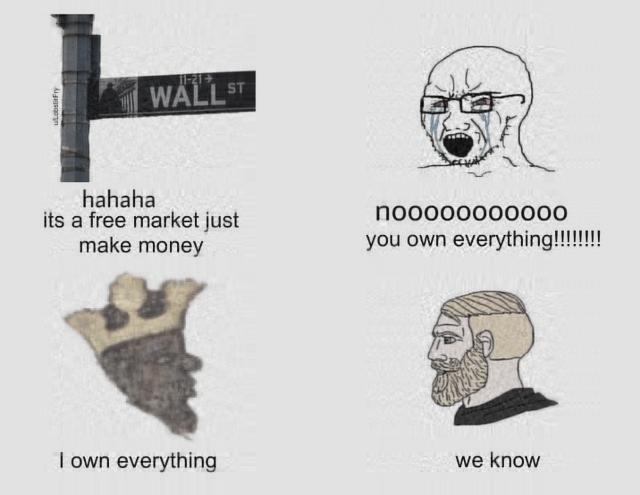 11-21→
WALL ST
u/LobsterFry
hahaha
its a free market just
make money
nooooooooooo
you own everything!!!!!!!!
I own everything
we know